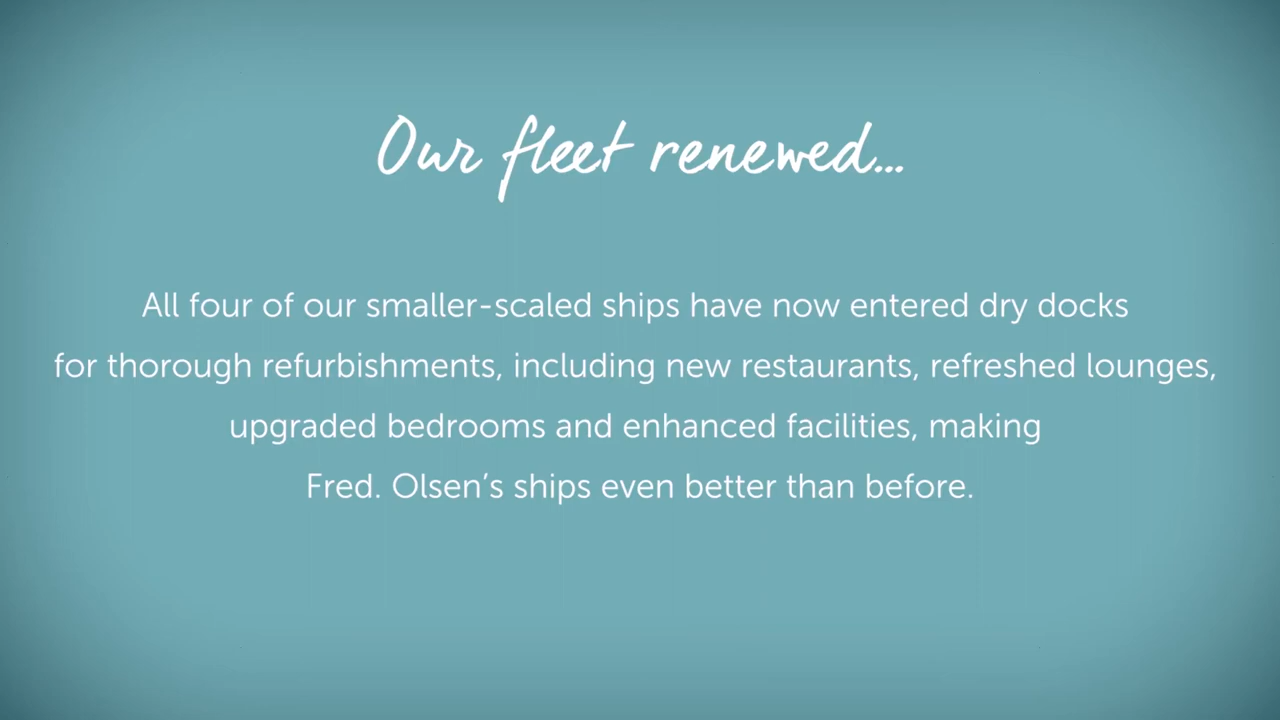 Our fleet renewed...
All four of our smaller-scaled ships have now entered dry docks
for thorough refurbishments, including new restaurants, refreshed lounges,
upgraded bedrooms and enhanced facilities, making
Fred. Olsen’s ships even better than before.